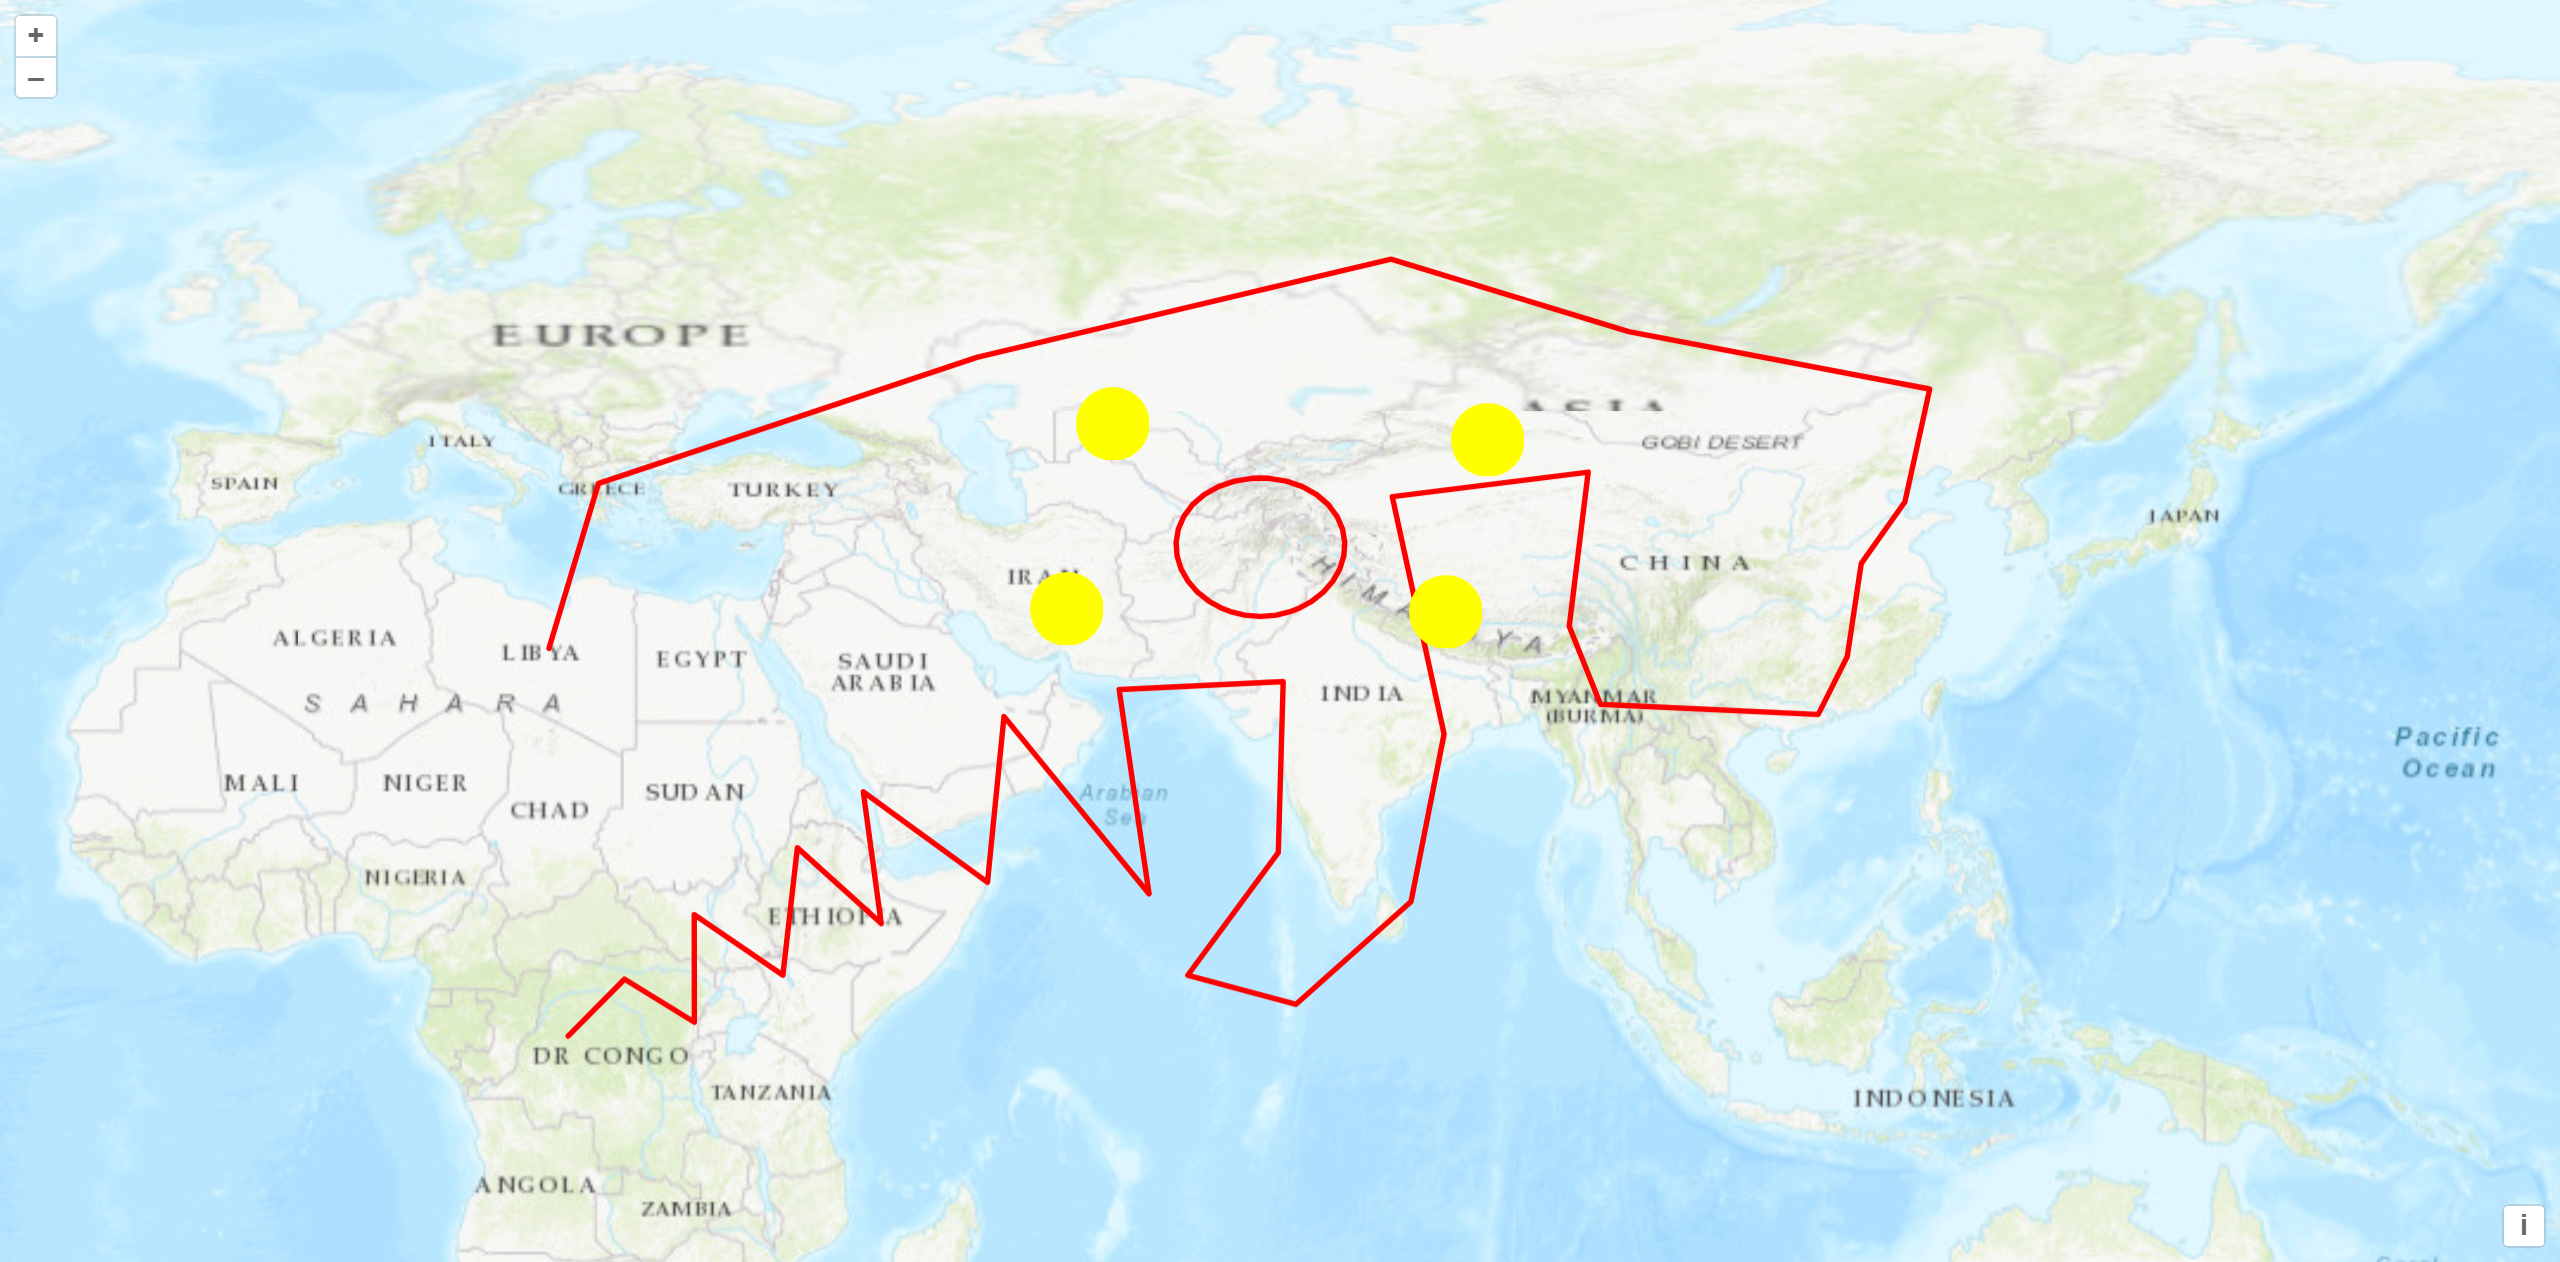 +
−
EUROPE
ASIA
ITALY
GOBI DESERT
SPAIN
GREECE
TURKEY
JAPAN
CHINA
IRAN
ALGERIA
LIBYA
EGYPT
SAUDI
ARABIA
SAHARA
INDIA
MYANMAR
(BURMA)
Pacific
Ocean
MALI
NIGER
SUDAN
CHAD
Arabian
Sea
NIGERIA
ETHIOPIA
DR CONGO
TANZANIA
INDONESIA
ANGOLA
ZAMBIA
i